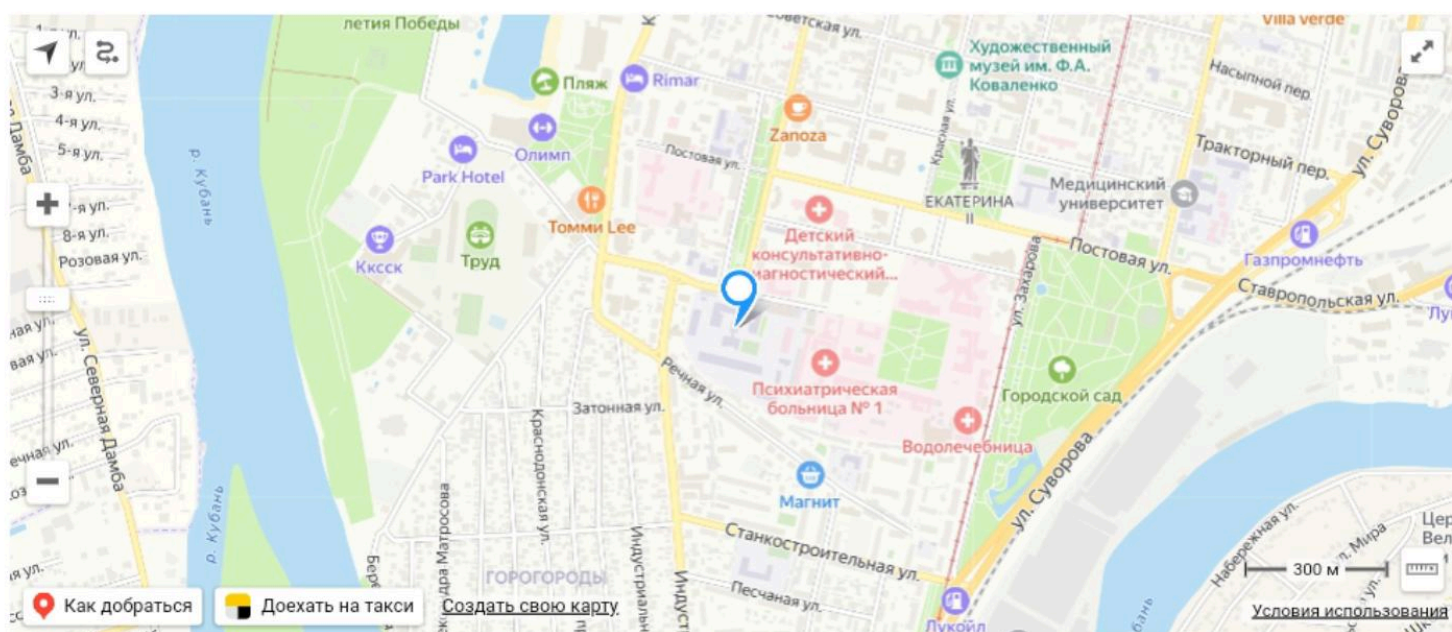 летия Победы
Советская ул.
Villa verde
Художественный
музей им. Ф.А.
Коваленко
Насыпной пер.
ул. Суворова
3-я ул.
4-я ул.
5-я ул.
Пляж
Rimar
Олимп
Zanoza
Красная ул.
Тракторный пер.
Постовая ул.
Park Hotel
р. Кубань
Медицинский
университет
ЕКАТЕРИНА
II
-я ул.
8-я ул.
Розовая ул.
Томми Lee
Кксск
Труд
Детский
консультативно-
иагностический...
Постовая ул.
Газпромнефть
ул. Захарова
Ставропольская ул.
ул. Северная Дамба
Речная ул.
Психиатрическая
больница № 1
Городской сад
Затонная ул.
Краснодонская ул.
Водолечебница
Магнит
ул. Суворова
р. Кубань
Станкостроительная ул.
Набережная ул.
ул. Мира
300 м
ГОРОГОРОДЫ
Песчаная ул.
Как добраться
Доехать на такси
Создать свою карту
Лукойл
Условия использования